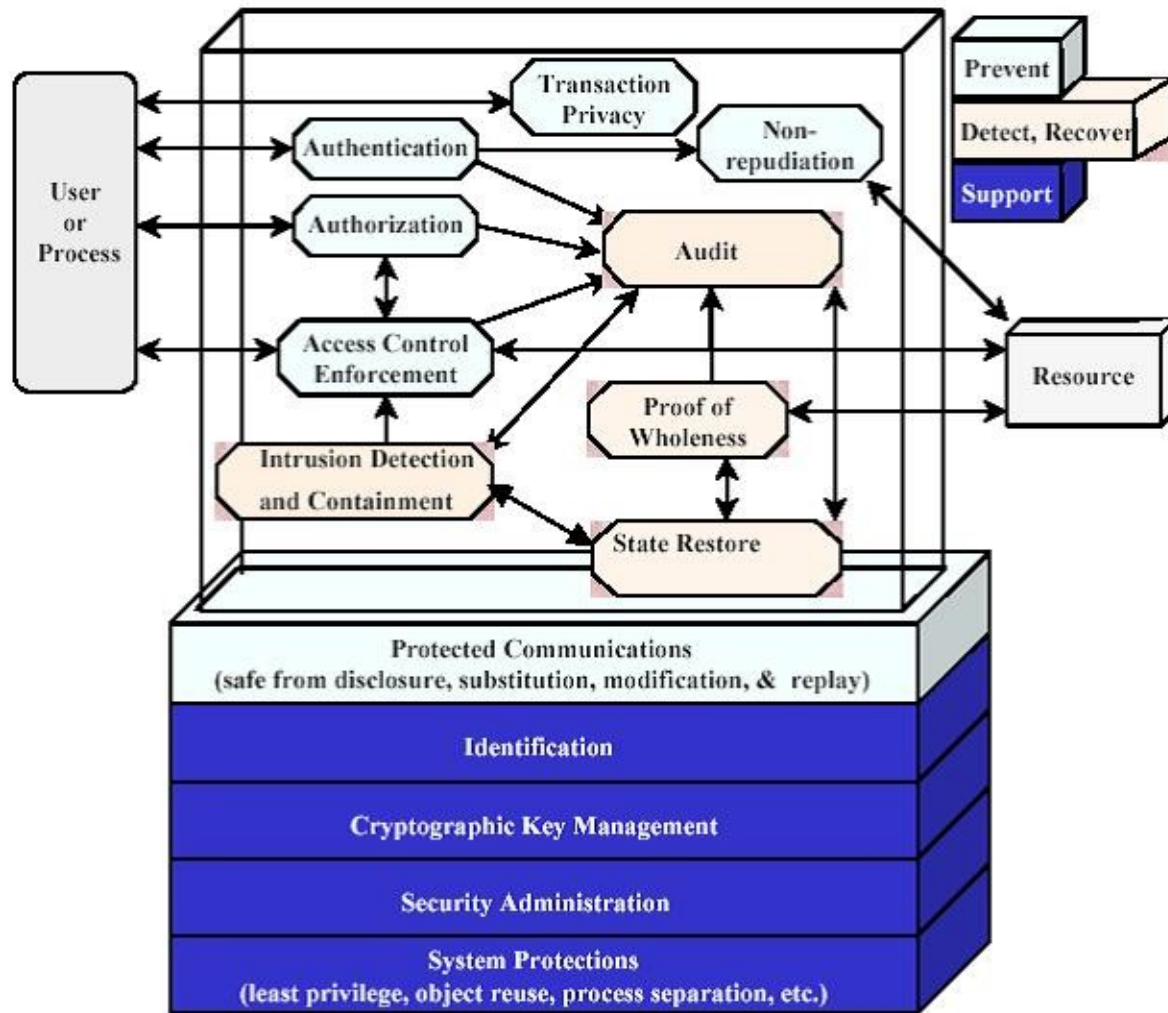 Transaction
Privacy
Prevent
Detect, Recover
Support
Non-
repudiation
Authentication
User
or
Process
Authorization
Audit
Access Control
Enforcement
Resource
Proof of
Wholeness
Intrusion Detection
and Containment
State Restore
Protected Communications
(safe from disclosure, substitution, modification, & replay)
Identification
Cryptographic Key Management
Security Administration
System Protections
(least privilege, object reuse, process separation, etc.)